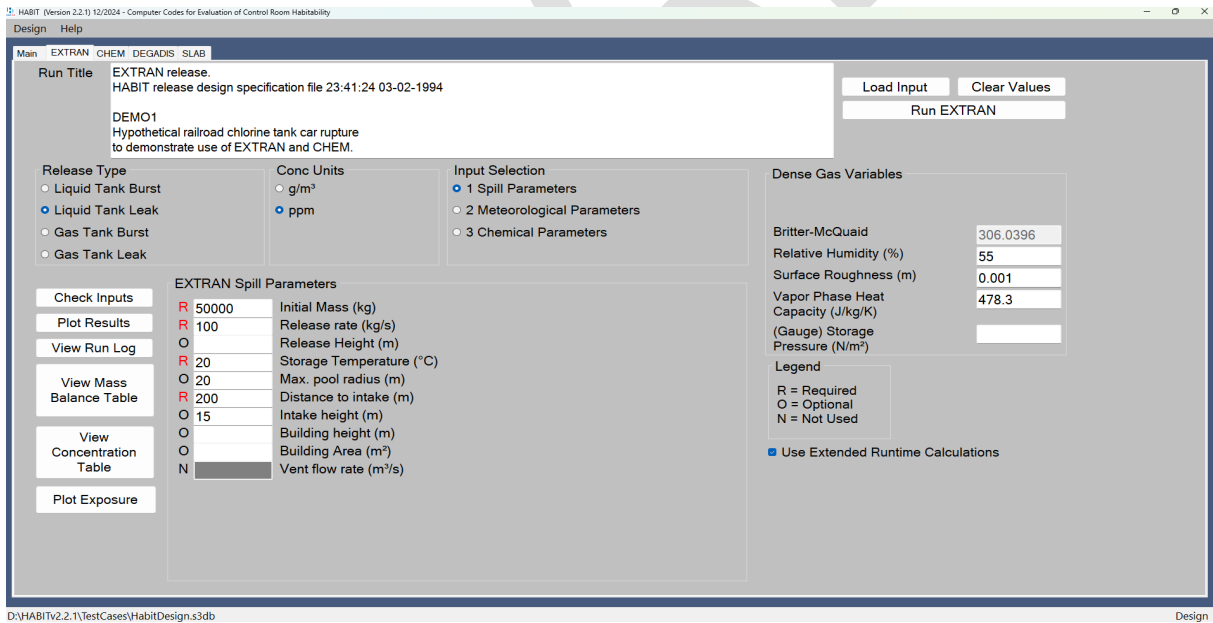 HABIT (Version 2.2.1) 12/2024 - Computer Codes for Evaluation of Control Room Habitability
Design Help
Main EXTRAN CHEM DEGADIS SLAB
Run Title
EXTRAN release.
HABIT release design specification file 23:41:24 03-02-1994
DEMO1
Hypothetical railroad chlorine tank car rupture
to demonstrate use of EXTRAN and CHEM.
Load Input Clear Values
Run EXTRAN
Release Type
Liquid Tank Burst
Liquid Tank Leak
Gas Tank Burst
Gas Tank Leak
Conc Units
g/m³
ppm
Input Selection
1 Spill Parameters
2 Meteorological Parameters
3 Chemical Parameters
Dense Gas Variables
Britter-McQuaid 306.0396
Relative Humidity (%) 55
Surface Roughness (m) 0.001
Vapor Phase Heat 478.3
Capacity (J/kg/K)
(Gauge) Storage
Pressure (N/m²)
Check Inputs
Plot Results
View Run Log
View Mass
Balance Table
View
Concentration
Table
Plot Exposure
EXTRAN Spill Parameters
R 50000 Initial Mass (kg)
R 100 Release rate (kg/s)
O Release Height (m)
R 20 Storage Temperature (°C)
O 20 Max. pool radius (m)
R 200 Distance to intake (m)
O 15 Intake height (m)
O Building height (m)
O Building Area (m²)
N Vent flow rate (m³/s)
Legend
R = Required
O = Optional
N = Not Used
Use Extended Runtime Calculations
D:\HABITv2.2.1\TestCases\HabitDesign.s3db
Design